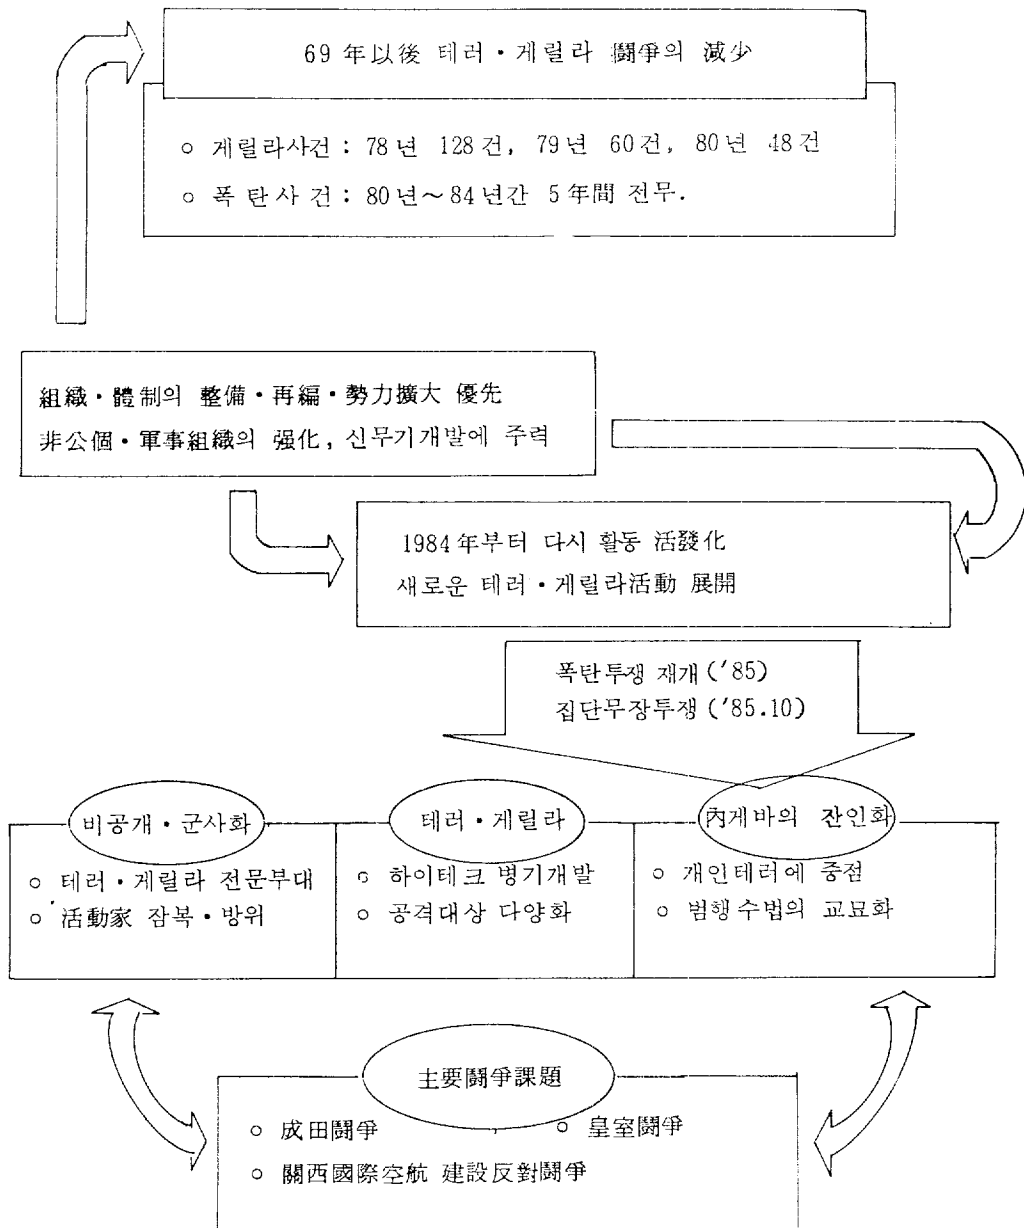 69年以後 테러·게릴라 鬪爭의 減少
○ 게릴라사건 : 78년 128건, 79년 60건, 80년 48건
○ 폭탄사건 : 80년~84년간 5年間 전무.
組織·體制의 整備·再編·勢力擴大 優先
非公個·軍事組織의 强化, 신무기개발에 주력
1984年부터 다시 활동 活發化
새로운 테러·게릴라活動 展開
폭탄투쟁 재개 ('85)
집단무장투쟁 ('85.10)
비공개·군사화
○ 테러·게릴라 전문부대
○ 活動家 잠복·방위
테러·게릴라
○ 하이테크 병기개발
○ 공격대상 다양화
內게바의 잔인화
○ 개인테러에 중점
○ 범행수법의 교묘화
主要鬪爭課題
○ 成田鬪爭 ○ 皇室鬪爭
○ 關西國際空航 建設反對鬪爭